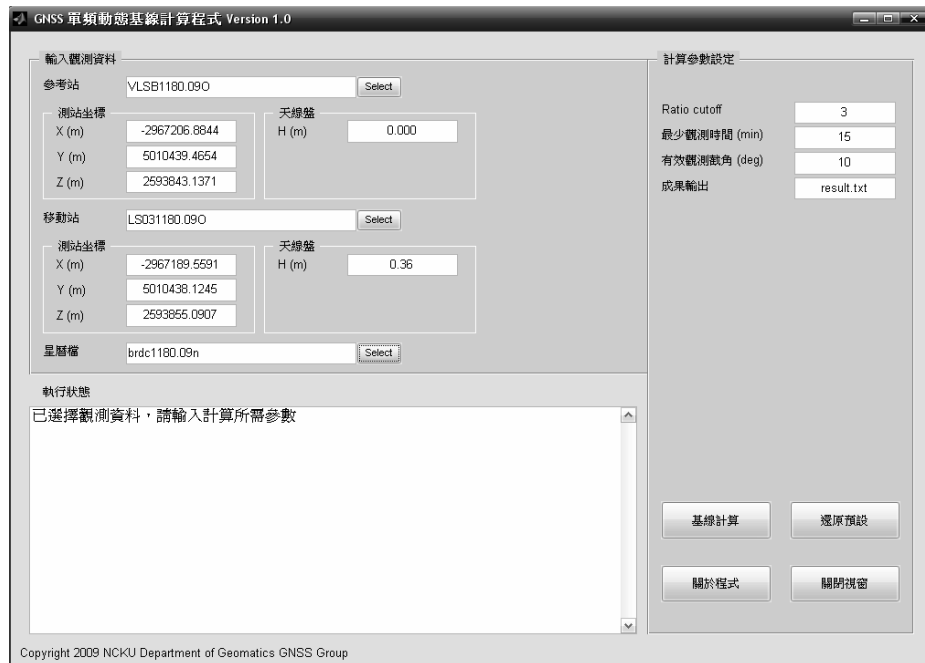 GNSS 單頻動態基線計算程式 Version 1.0
輸入觀測資料
參考站 VLSB1180.09O Select
測站坐標
X (m) -2967206.8844
Y (m) 5010439.4654
Z (m) 2593843.1371
天線盤
H (m) 0.000
移動站 LS031180.09O Select
測站坐標
X (m) -2967189.5591
Y (m) 5010438.1245
Z (m) 2593855.0907
天線盤
H (m) 0.36
星曆檔 brdc1180.09n Select
執行狀態
已選擇觀測資料,請輸入計算所需參數
計算參數設定
Ratio cutoff 3
最少觀測時間 (min) 15
有效觀測截角 (deg) 10
成果輸出 result.txt
基線計算 還原預設
關於程式 關閉視窗
Copyright 2009 NCKU Department of Geomatics GNSS Group